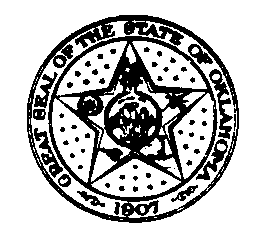 GREAT SEAL OF THE STATE OF OKLAHOMA
1907